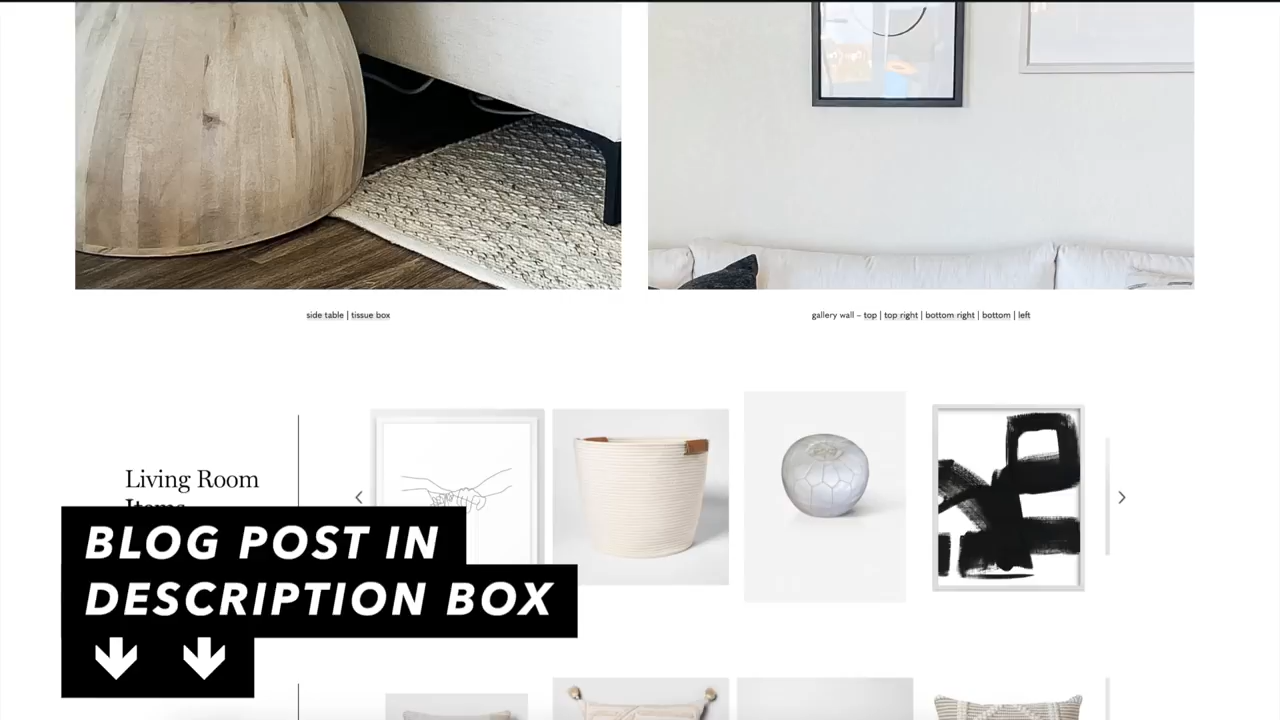 side table | tissue box
gallery wall – top | top right | bottom right | bottom | left
Living Room
Items
BLOG POST IN
DESCRIPTION BOX